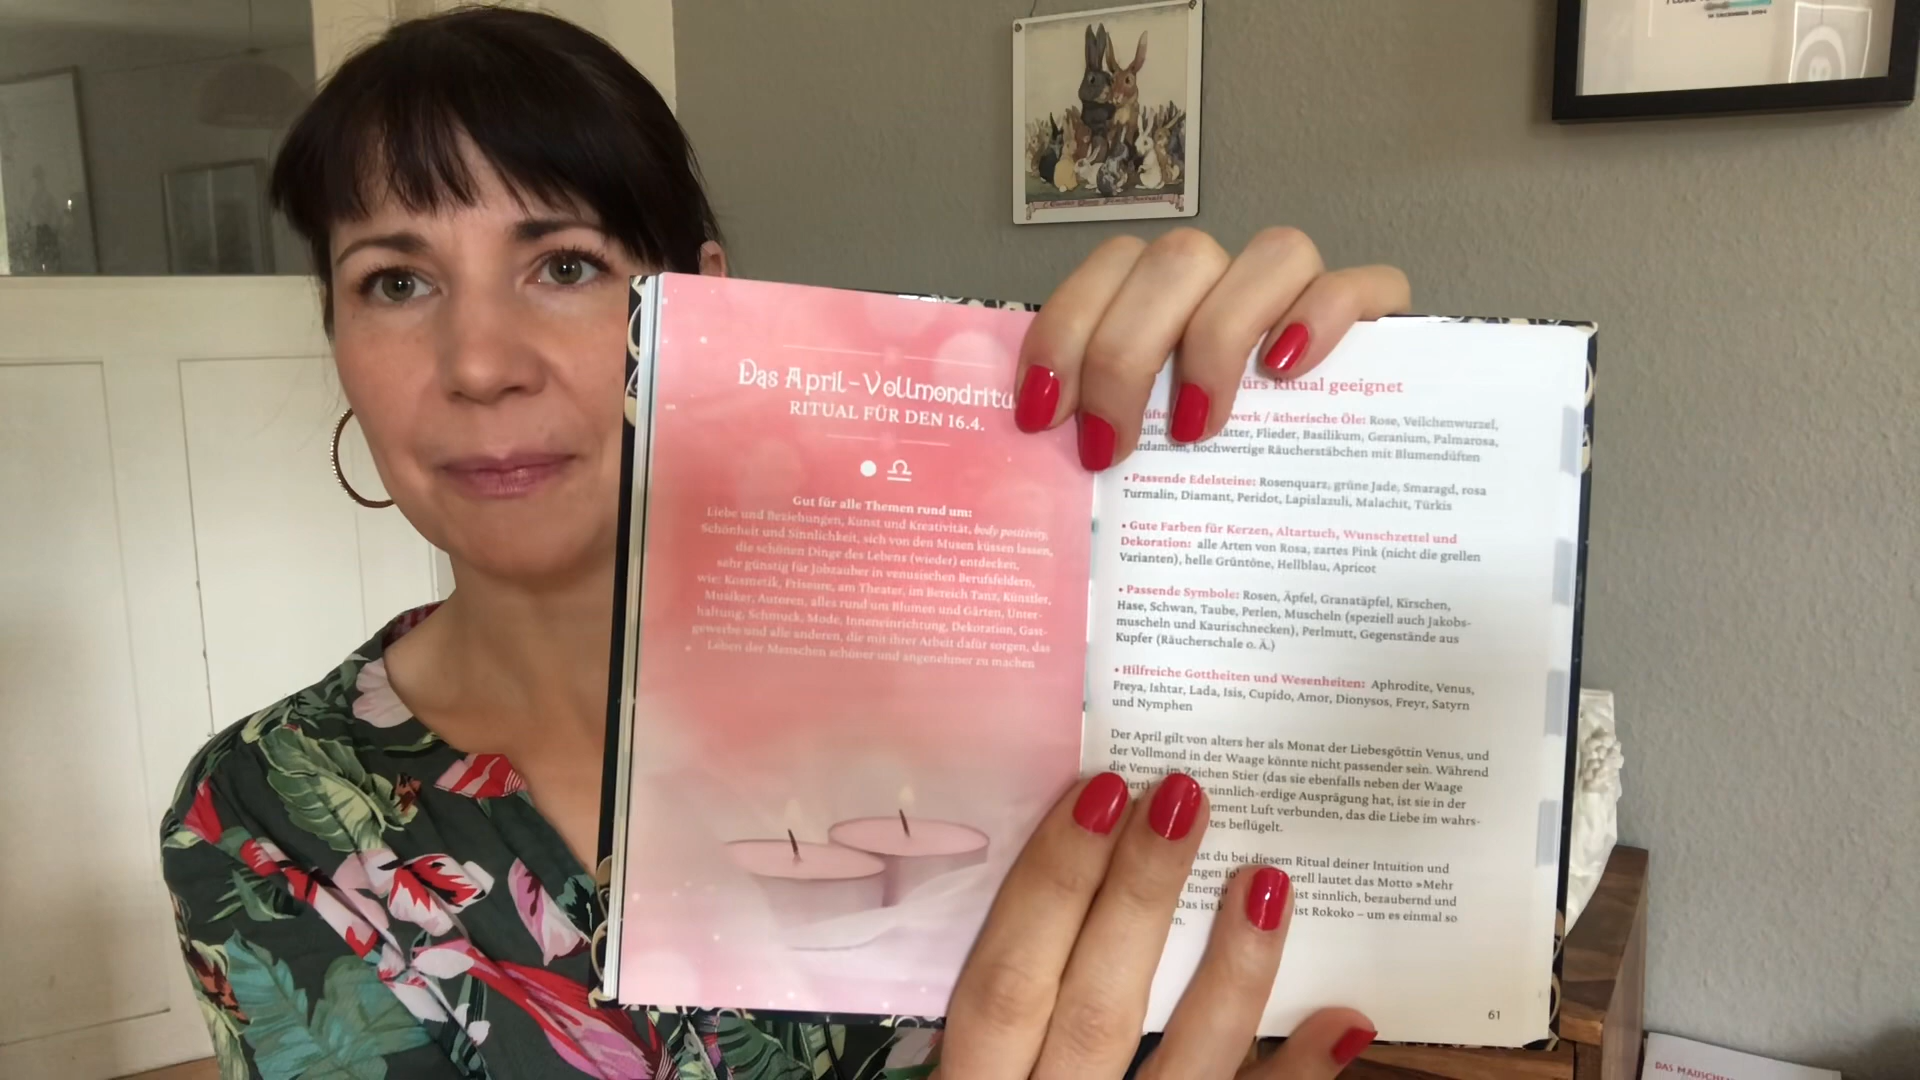 Das April-Vollmondritu
RITUAL FÜR DEN 16.4.
Gut für alle Themen rund um:
Liebe und Beziehungen, Kunst und Kreativität, body positivity,
Schönheit und Sinnlichkeit, sich von den Musen küssen lassen,
die schönen Dinge des Lebens (wieder) entdecken,
sehr günstig für Jobzauber in venusischen Berufsfeldern,
wie: Kosmetik, Friseure, am Theater, im Bereich Tanz, Künstler,
Musiker, Autoren, alles rund um Blumen und Gärten, Unter-
haltung, Schmuck, Mode, Inneneinrichtung, Dekoration, Gast-
gewerbe und alle anderen, die mit ihrer Arbeit dafür sorgen, das
Leben der Menschen schöner und angenehmer zu machen
ürs Ritual geeignet
üfte werk / ätherische Öle: Rose, Veilchenwurzel,
nille, ätter, Flieder, Basilikum, Geranium, Palmarosa,
ardamom, hochwertige Räucherstäbchen mit Blumendüften
• Passende Edelsteine: Rosenquarz, grüne Jade, Smaragd, rosa
Turmalin, Diamant, Peridot, Lapislazuli, Malachit, Türkis
• Gute Farben für Kerzen, Altartuch, Wunschzettel und
Dekoration: alle Arten von Rosa, zartes Pink (nicht die grellen
Varianten), helle Grüntöne, Hellblau, Apricot
• Passende Symbole: Rosen, Äpfel, Granatäpfel, Kirschen,
Hase, Schwan, Taube, Perlen, Muscheln (speziell auch Jakobs-
muscheln und Kaurischnecken), Perlmutt, Gegenstände aus
Kupfer (Räucherschale o. Ä.)
• Hilfreiche Gottheiten und Wesenheiten: Aphrodite, Venus,
Freya, Ishtar, Lada, Isis, Cupido, Amor, Dionysos, Freyr, Satyrn
und Nymphen
Der April gilt von alters her als Monat der Liebesgöttin Venus, und
der Vollmond in der Waage könnte nicht passender sein. Während
die Venus im Zeichen Stier (das sie ebenfalls neben der Waage
iert) sinnlich-erdige Ausprägung hat, ist sie in der
ement Luft verbunden, das die Liebe im wahrs-
tes beflügelt.
nst du bei diesem Ritual deiner Intuition und
ungen erell lautet das Motto »Mehr
Energi ist sinnlich, bezaubernd und
Das ist ist Rokoko – um es einmal so
n.
61
DAS MÄUSCHEN